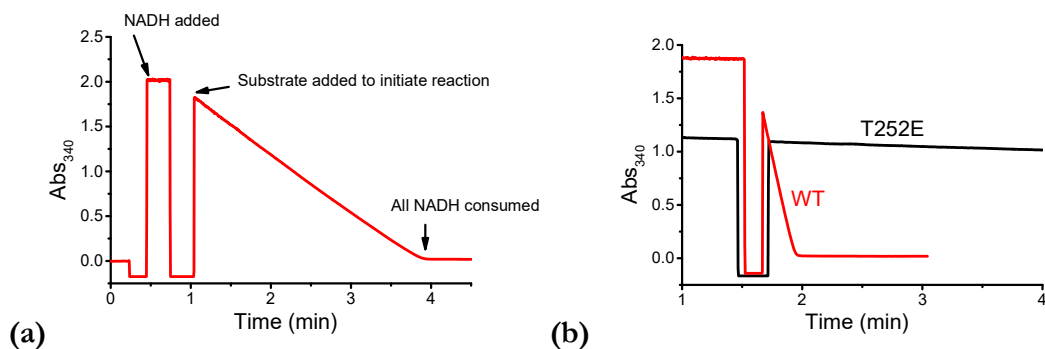 NADH added
Substrate added to initiate reaction
All NADH consumed
Abs340
2.5
2.0
1.5
1.0
0.5
0.0
0 1 2 3 4
Time (min)
(a)
T252E
WT
Abs340
2.0
1.5
1.0
0.5
0.0
1 2 3 4
Time (min)
(b)